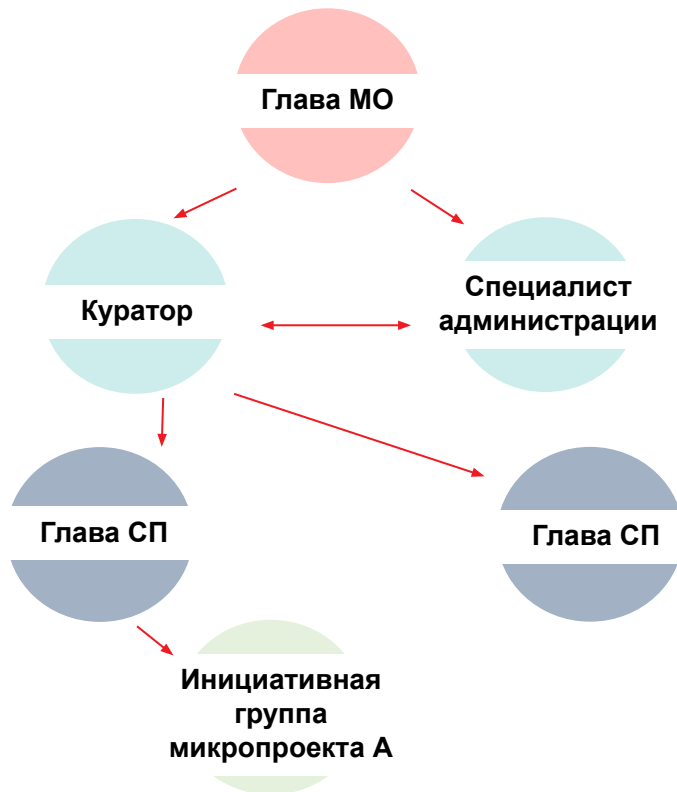 Глава МО
Куратор
Специалист
администрации
Глава СП
Глава СП
Инициативная
группа
микропроекта А